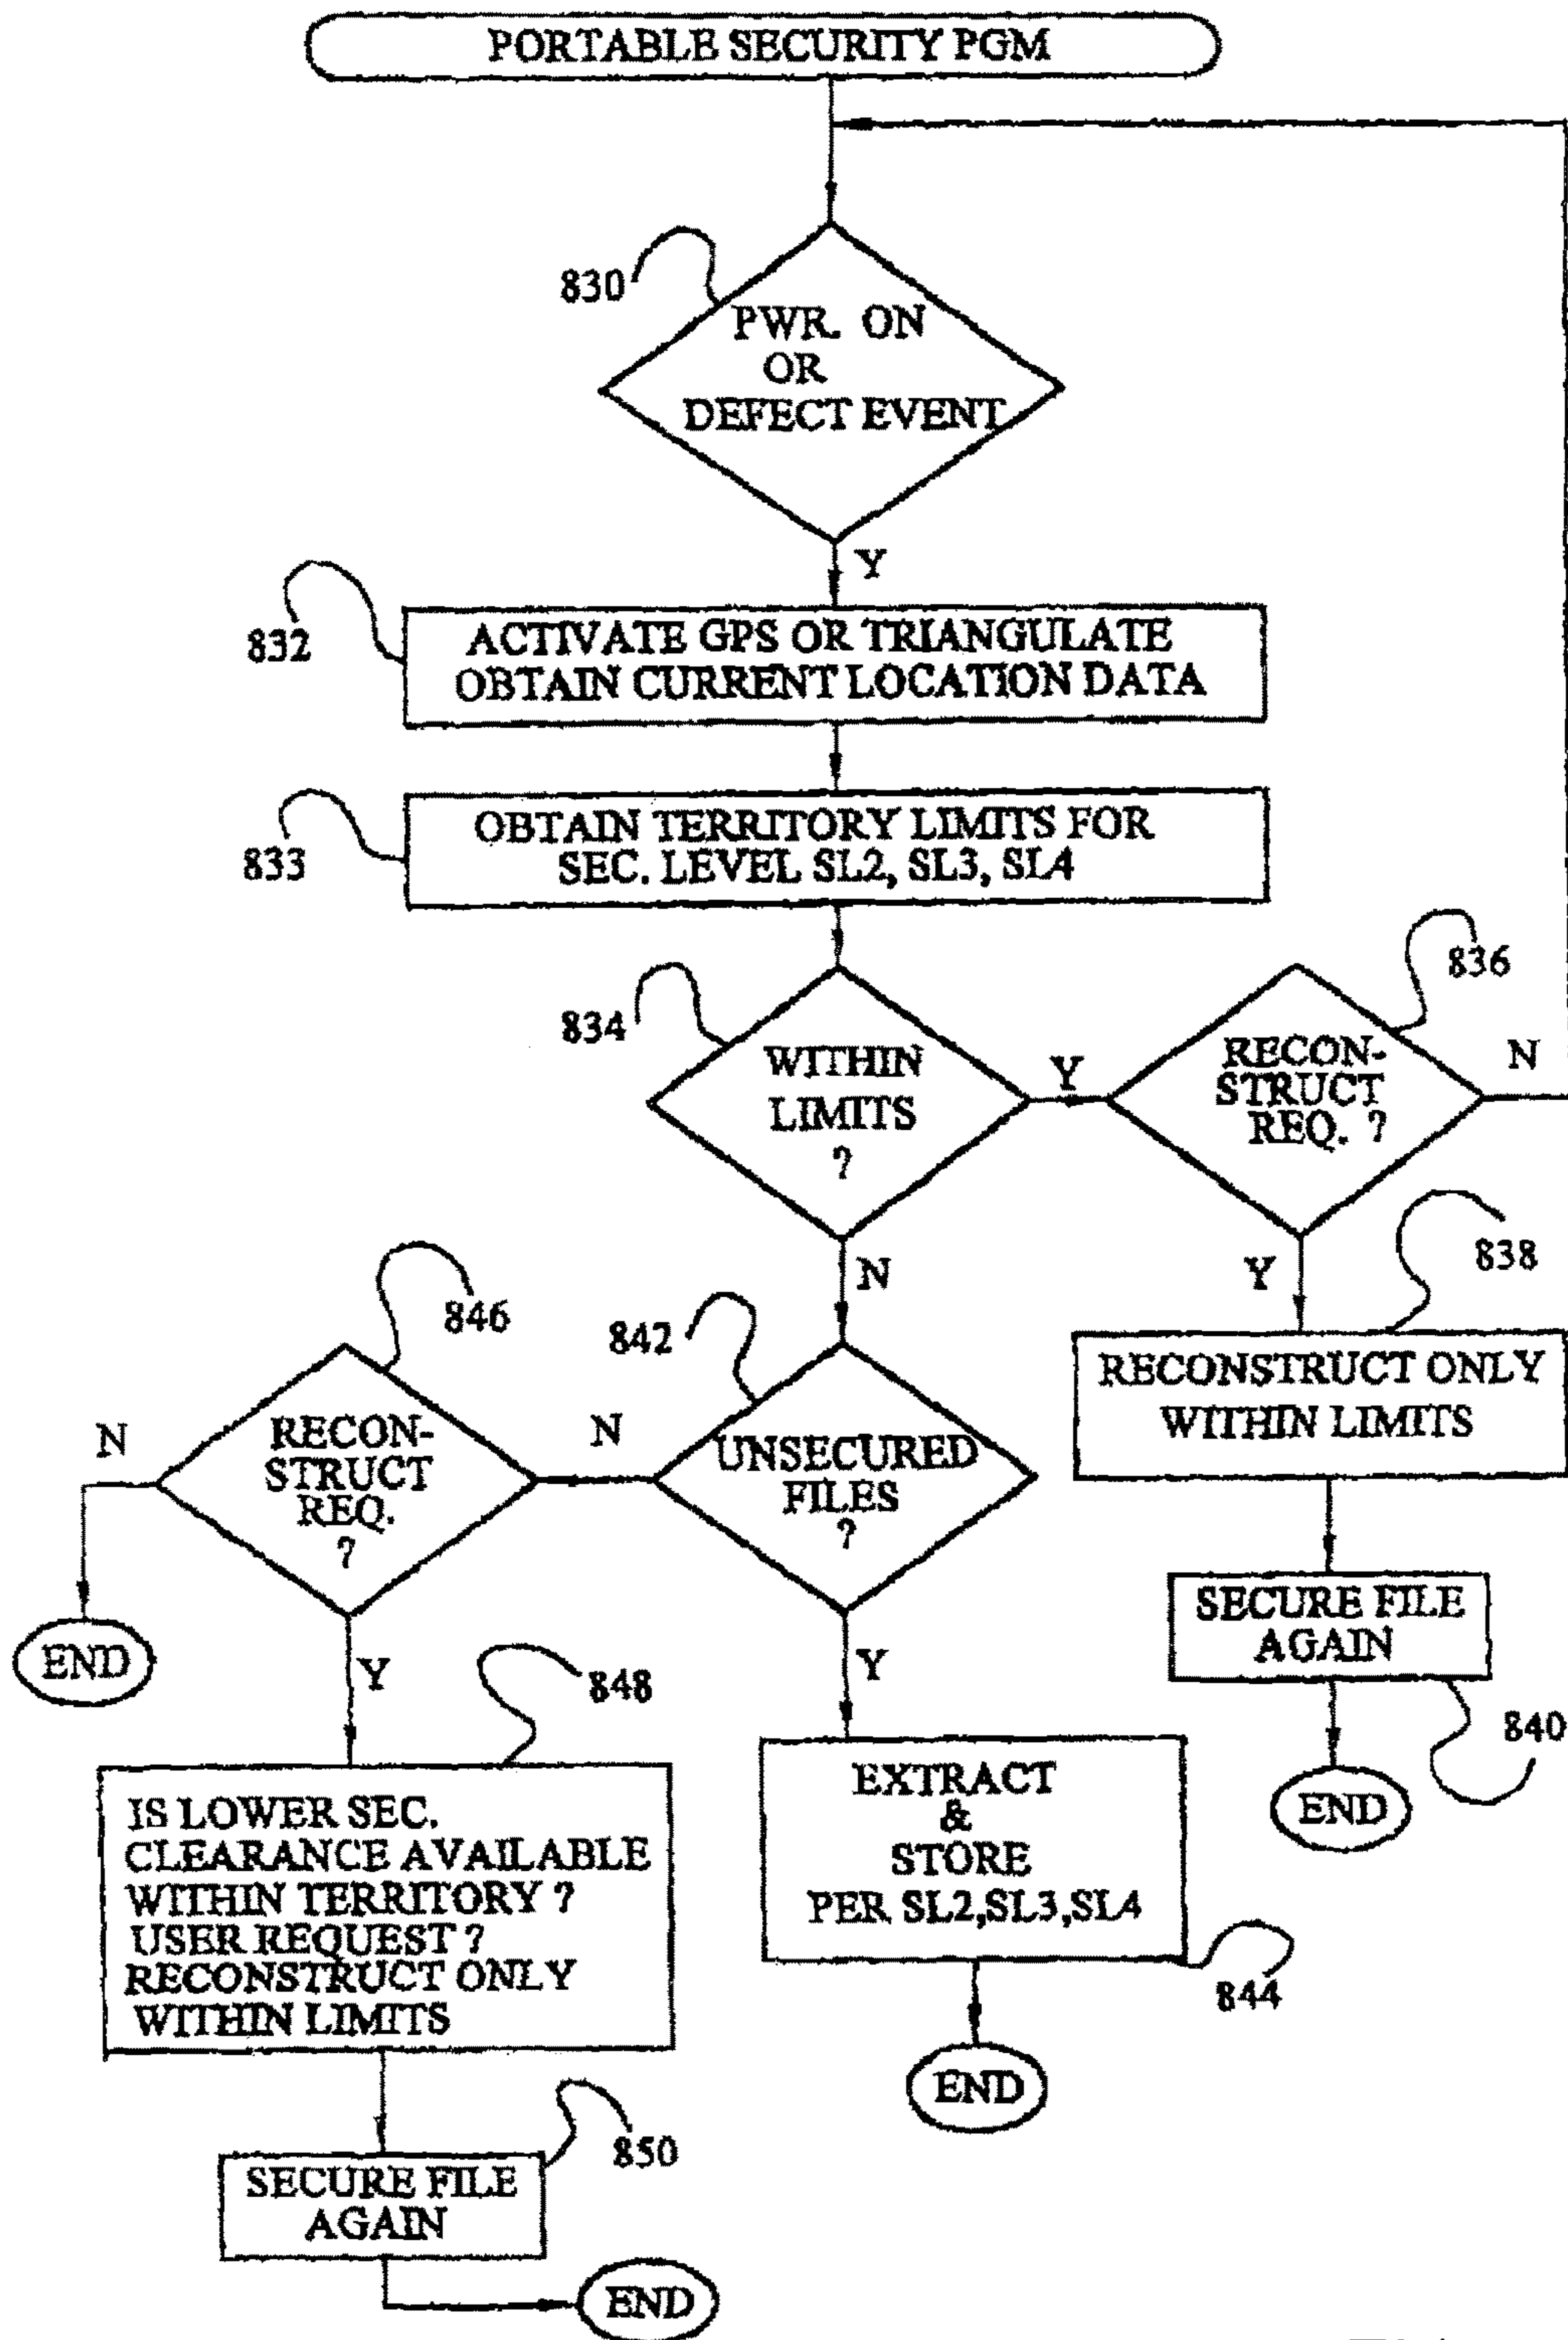 PORTABLE SECURITY PGM
830
PWR. ON
OR
DEFECT EVENT
Y
832
ACTIVATE GPS OR TRIANGULATE
OBTAIN CURRENT LOCATION DATA
833
OBTAIN TERRITORY LIMITS FOR
SEC. LEVEL SL2, SL3, SL4
834
WITHIN
LIMITS
?
Y
836
RECON-
STRUCT
REQ. ?
N
Y
838
RECONSTRUCT ONLY
WITHIN LIMITS
SECURE FILE
AGAIN
840
END
N
842
UNSECURED
FILES
?
N
846
RECON-
STRUCT
REQ.
?
N
END
Y
848
IS LOWER SEC.
CLEARANCE AVAILABLE
WITHIN TERRITORY ?
USER REQUEST ?
RECONSTRUCT ONLY
WITHIN LIMITS
850
SECURE FILE
AGAIN
END
Y
EXTRACT
&
STORE
PER SL2,SL3,SL4
844
END